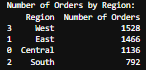 Number of Orders by Region:
Region Number of Orders
3 West 1528
1 East 1466
0 Central 1136
2 South 792